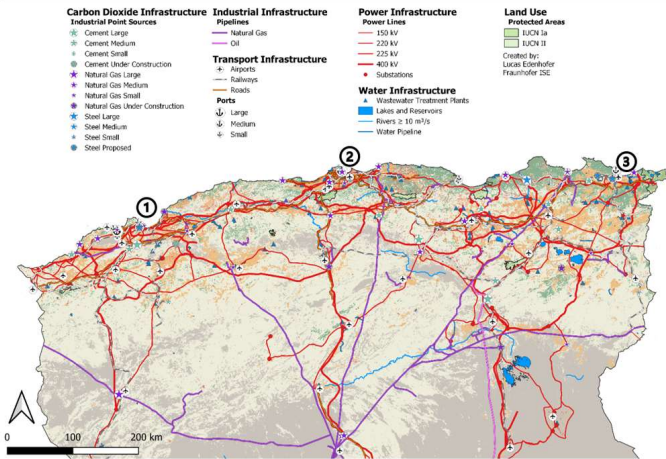 Carbon Dioxide Infrastructure
Industrial Point Sources
Cement Large
Cement Medium
Cement Small
Cement Under Construction
Natural Gas Large
Natural Gas Medium
Natural Gas Small
Natural Gas Under Construction
Steel Large
Steel Medium
Steel Small
Steel Proposed
Industrial Infrastructure
Pipelines
Natural Gas
Oil
Transport Infrastructure
Airports
Railways
Roads
Ports
Large
Medium
Small
Power Infrastructure
Power Lines
150 kV
220 kV
225 kV
400 kV
Substations
Water Infrastructure
Wastewater Treatment Plants
Lakes and Reservoirs
Rivers ≥ 10 m³/s
Water Pipeline
Land Use
Protected Areas
IUCN Ia
IUCN II
Created by:
Lucas Edenhofer
Fraunhofer ISE
1
2
3
0 100 200 km